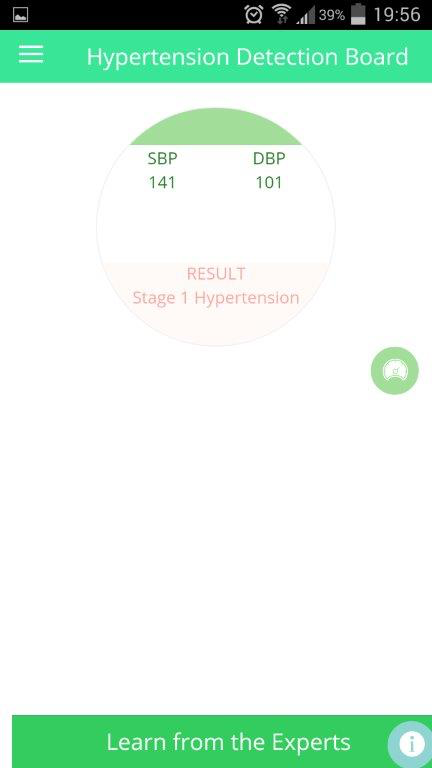 39% 19:56
Hypertension Detection Board
SBP DBP
141 101
RESULT
Stage 1 Hypertension
Learn from the Experts
i